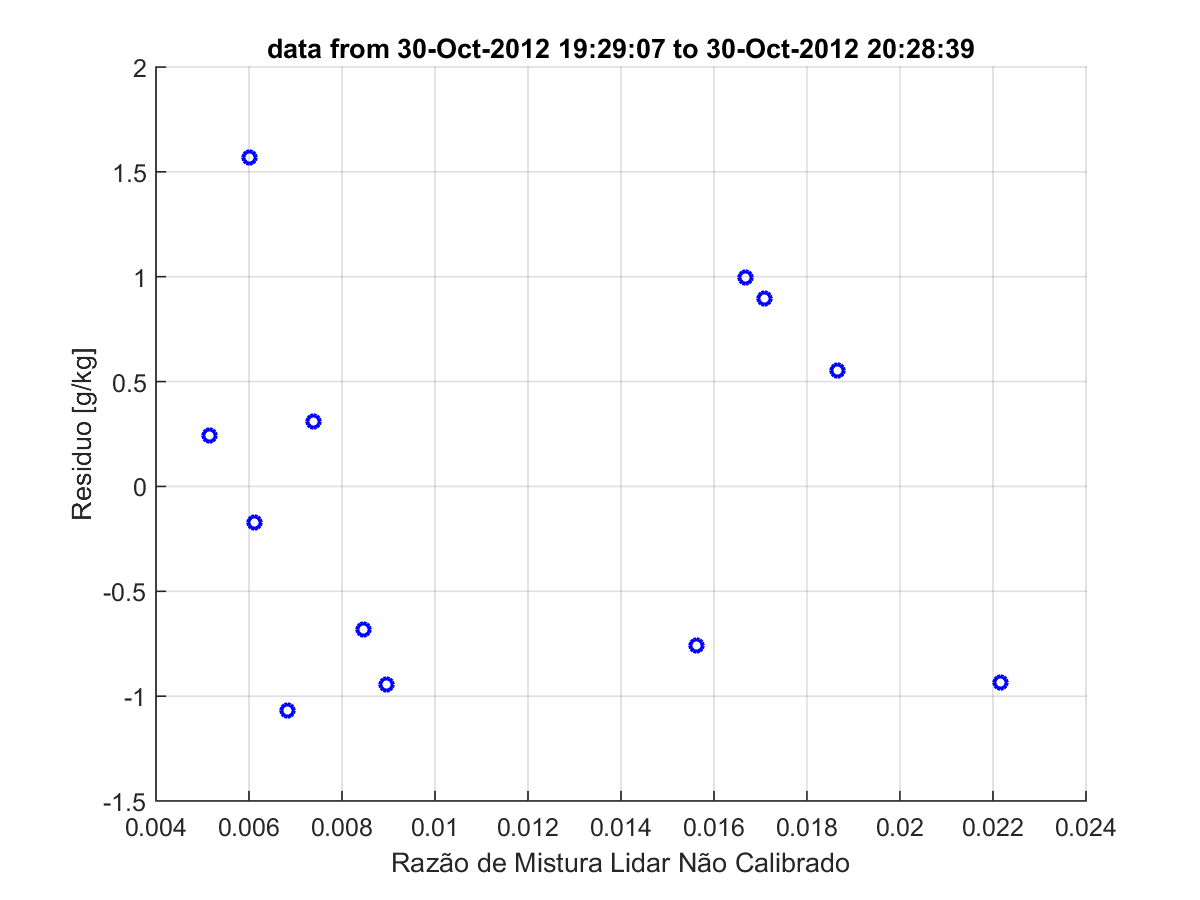 data from 30-Oct-2012 19:29:07 to 30-Oct-2012 20:28:39
2
1.5
1
0.5
0
-0.5
-1
-1.5
Residuo [g/kg]
0.004 0.006 0.008 0.01 0.012 0.014 0.016 0.018 0.02 0.022 0.024
Razão de Mistura Lidar Não Calibrado